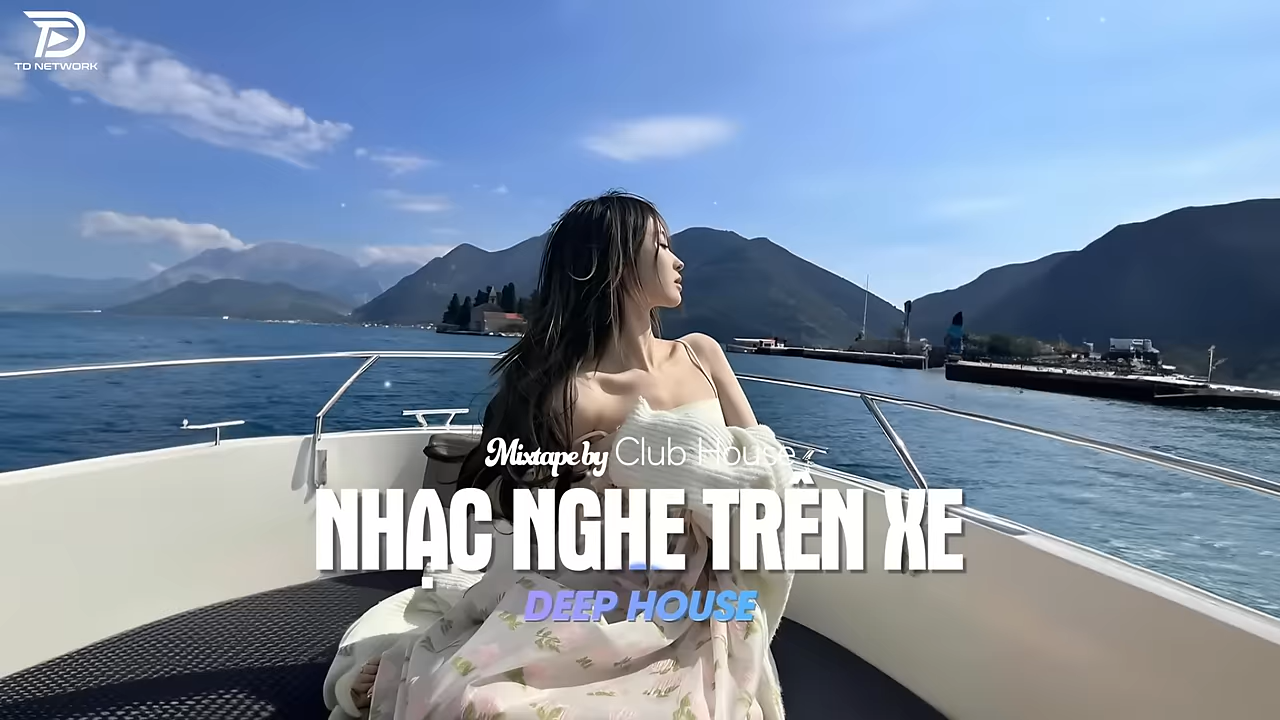 TD NETWORK
Mixtape by Club House
NHẠC NGHE TRÊN XE
DEEP HOUSE